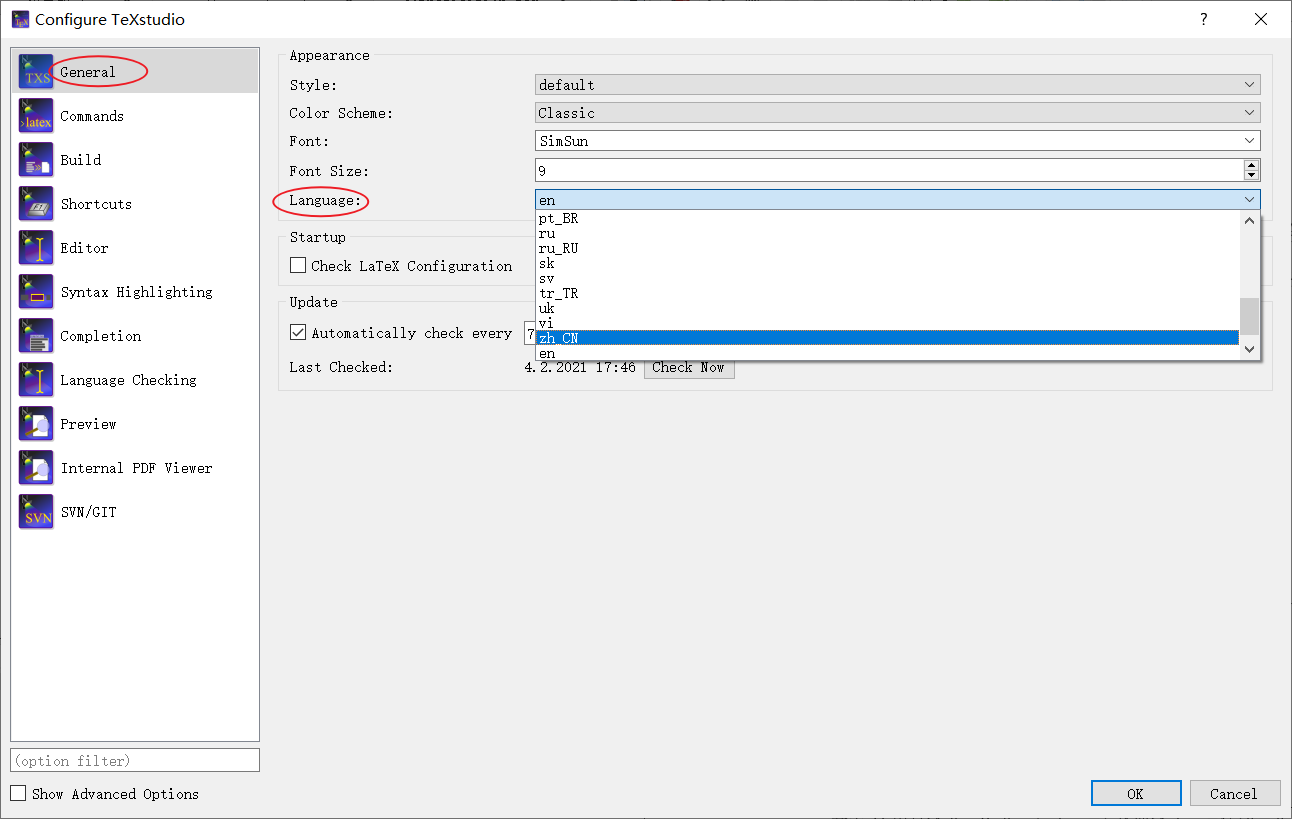 Configure TeXstudio
TXS General
>latex Commands
Build
Shortcuts
Editor
Syntax Highlighting
Completion
Language Checking
Preview
Internal PDF Viewer
SVN SVN/GIT
(option filter)
Show Advanced Options
Appearance
Style: default
Color Scheme: Classic
Font: SimSun
Font Size: 9
Language: en
pt_BR
ru
ru_RU
sk
sv
tr_TR
uk
vi
zh_CN
en
Startup
Check LaTeX Configuration
Update
Automatically check every 7
Last Checked: 4.2.2021 17:46 Check Now
OK Cancel